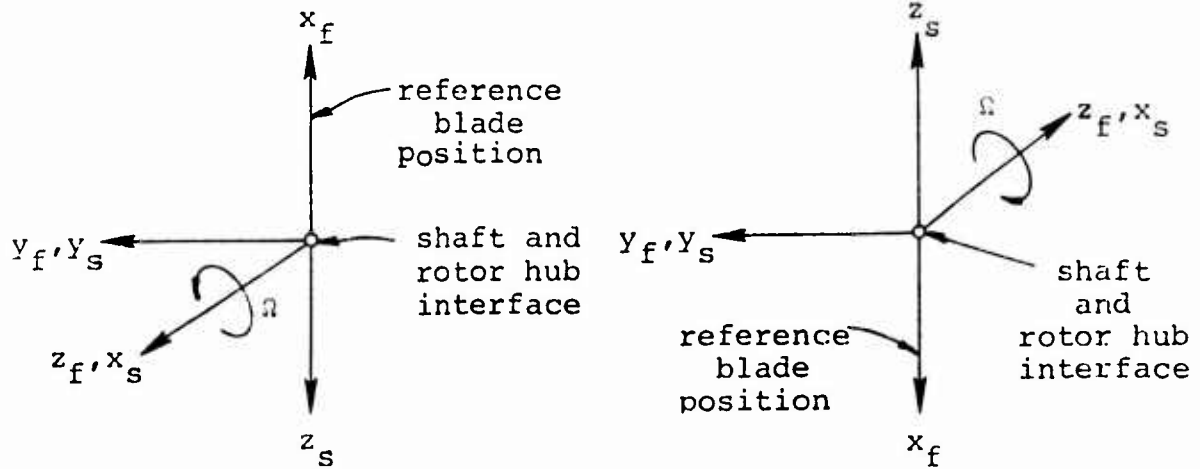 x_f
reference
blade
position
y_f, y_s
shaft and
rotor hub
interface
Ω
z_f, x_s
z_s
z_s
Ω
z_f, x_s
y_f, y_s
shaft
and
rotor hub
interface
reference
blade
position
x_f